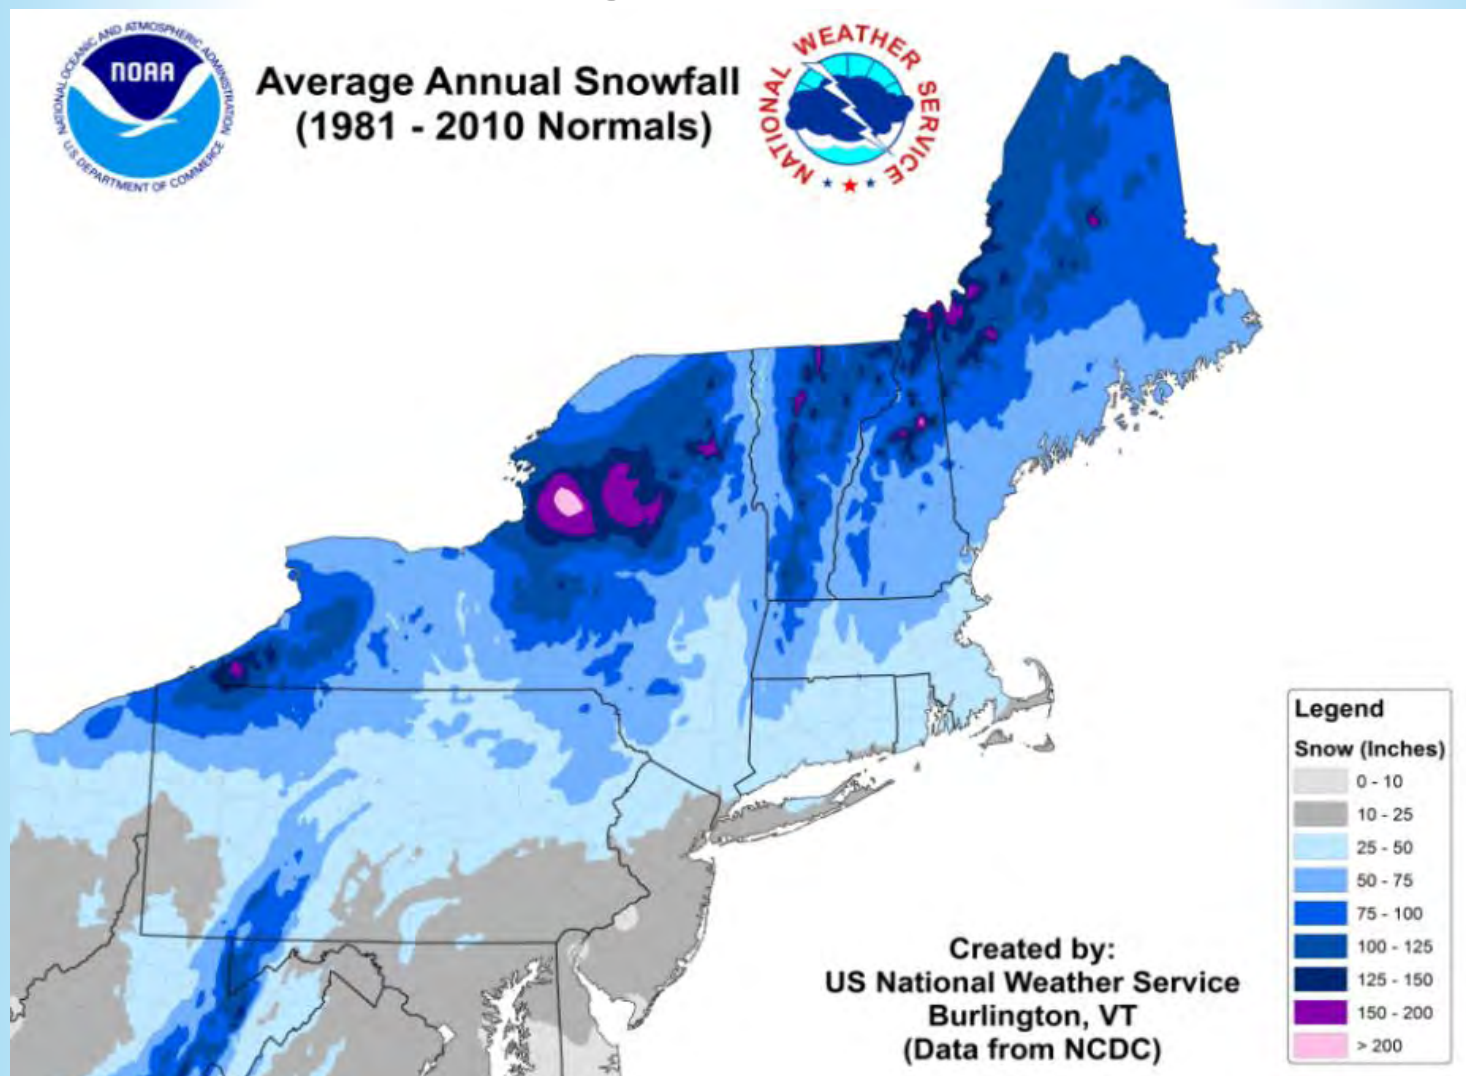 NATIONAL OCEANIC AND ATMOSPHERIC ADMINISTRATION
NOAA
U.S. DEPARTMENT OF COMMERCE
Average Annual Snowfall
(1981 - 2010 Normals)
NATIONAL WEATHER SERVICE
Legend
Snow (Inches)
0 - 10
10 - 25
25 - 50
50 - 75
75 - 100
100 - 125
125 - 150
150 - 200
> 200
Created by:
US National Weather Service
Burlington, VT
(Data from NCDC)